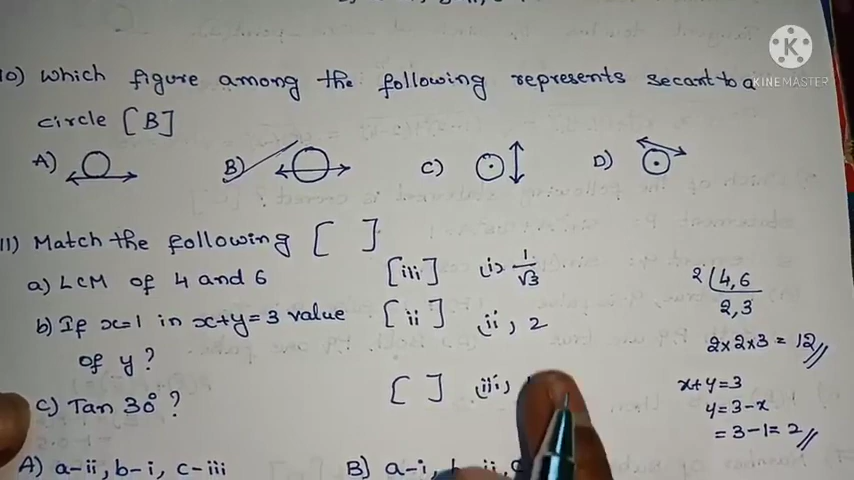 10) Which figure among the following represents secant to a
KINEMASTER
circle [B]
A) B) C) D)
11) Match the following [ ]
a) LCM of 4 and 6 [iii] (i) 1/√3
b) If x=1 in x+y=3 value [ii] (ii) 2
of y?
c) Tan 30° ? [ ] (iii)
2 | 4,6
2,3
2×2×3 = 12//
x+y=3
y=3-x
=3-1=2//
A) a-ii, b-i, c-iii B) a-i, ii,